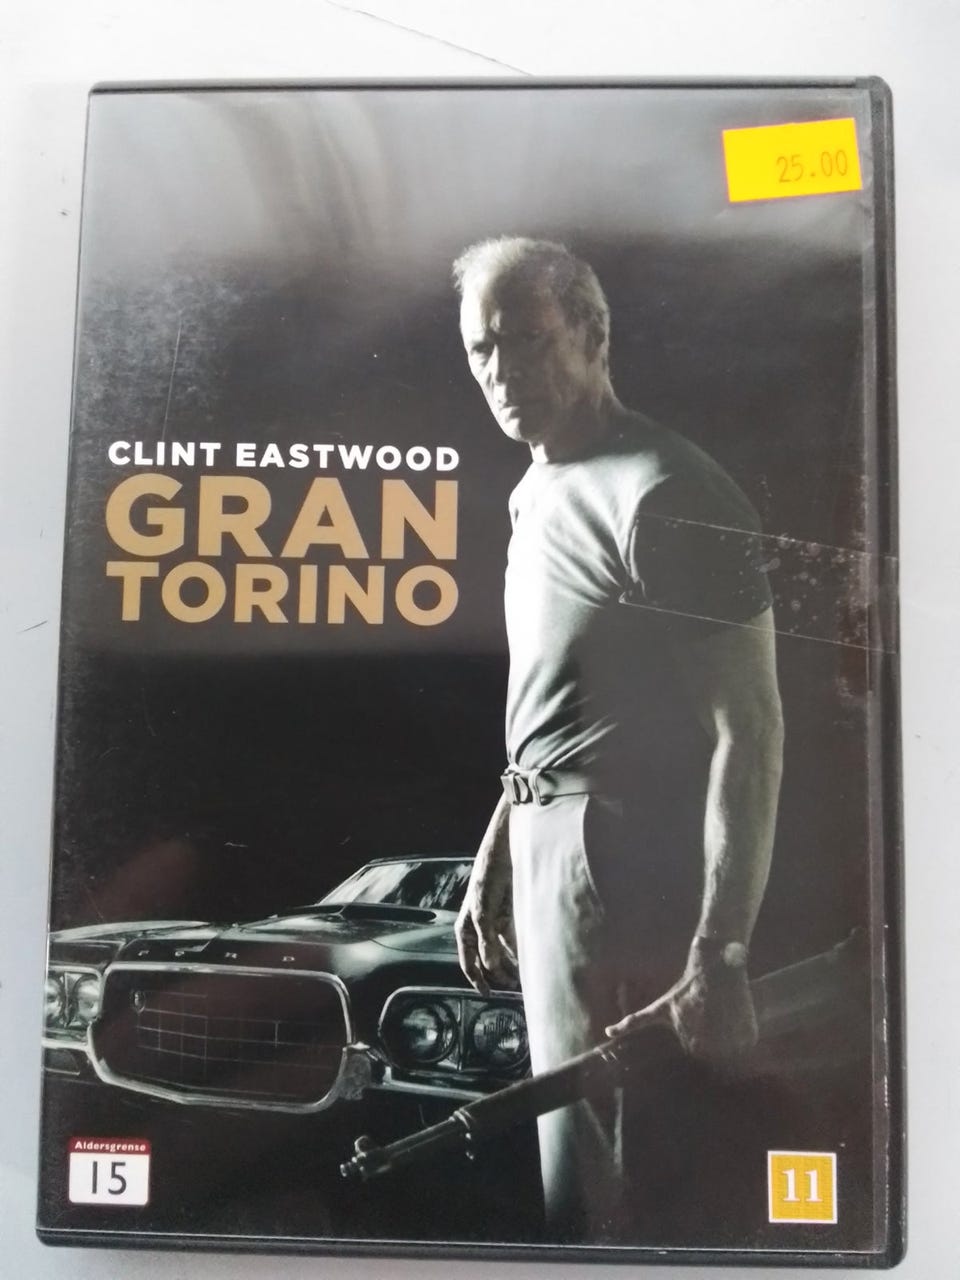 25.00
CLINT EASTWOOD
GRAN
TORINO
FORD
Aldersgrense
15
11